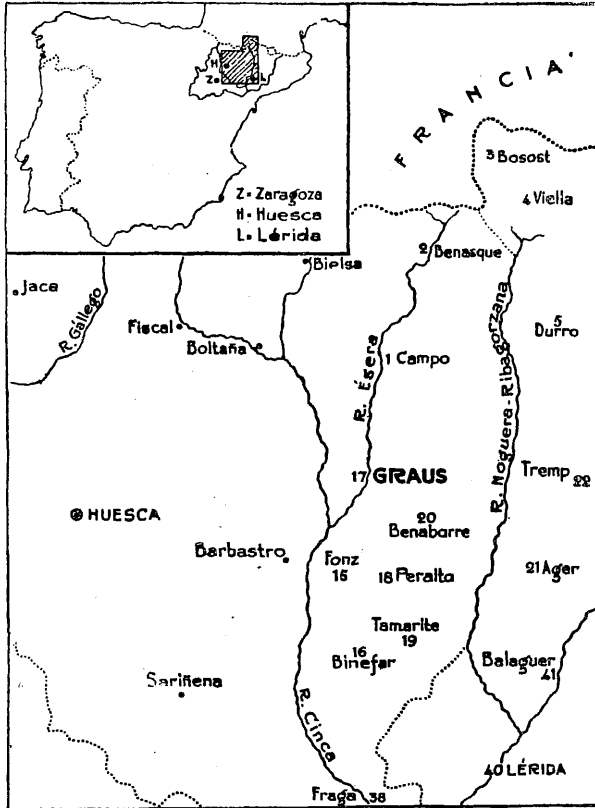 H
Z
L
Z • Zaragoza
H • Huesca
L • Lérida
FRANCIA
3 Bosost
4 Viella
2 Benasque
Bielsa
Jaca
R. Gállego
Fiscal
Boltaña
R. Ésera
1 Campo
R. Noguera-Ribagorzana
5
Durro
17 GRAUS
Tremp 22
HUESCA
20
Benabarre
Barbastro
Fonz
15
18 Peralta
21 Ager
Tamarite
19
16
Binefar
Balaguer
41
Sariñena
R. Cinca
40 LÉRIDA
Fraga 38